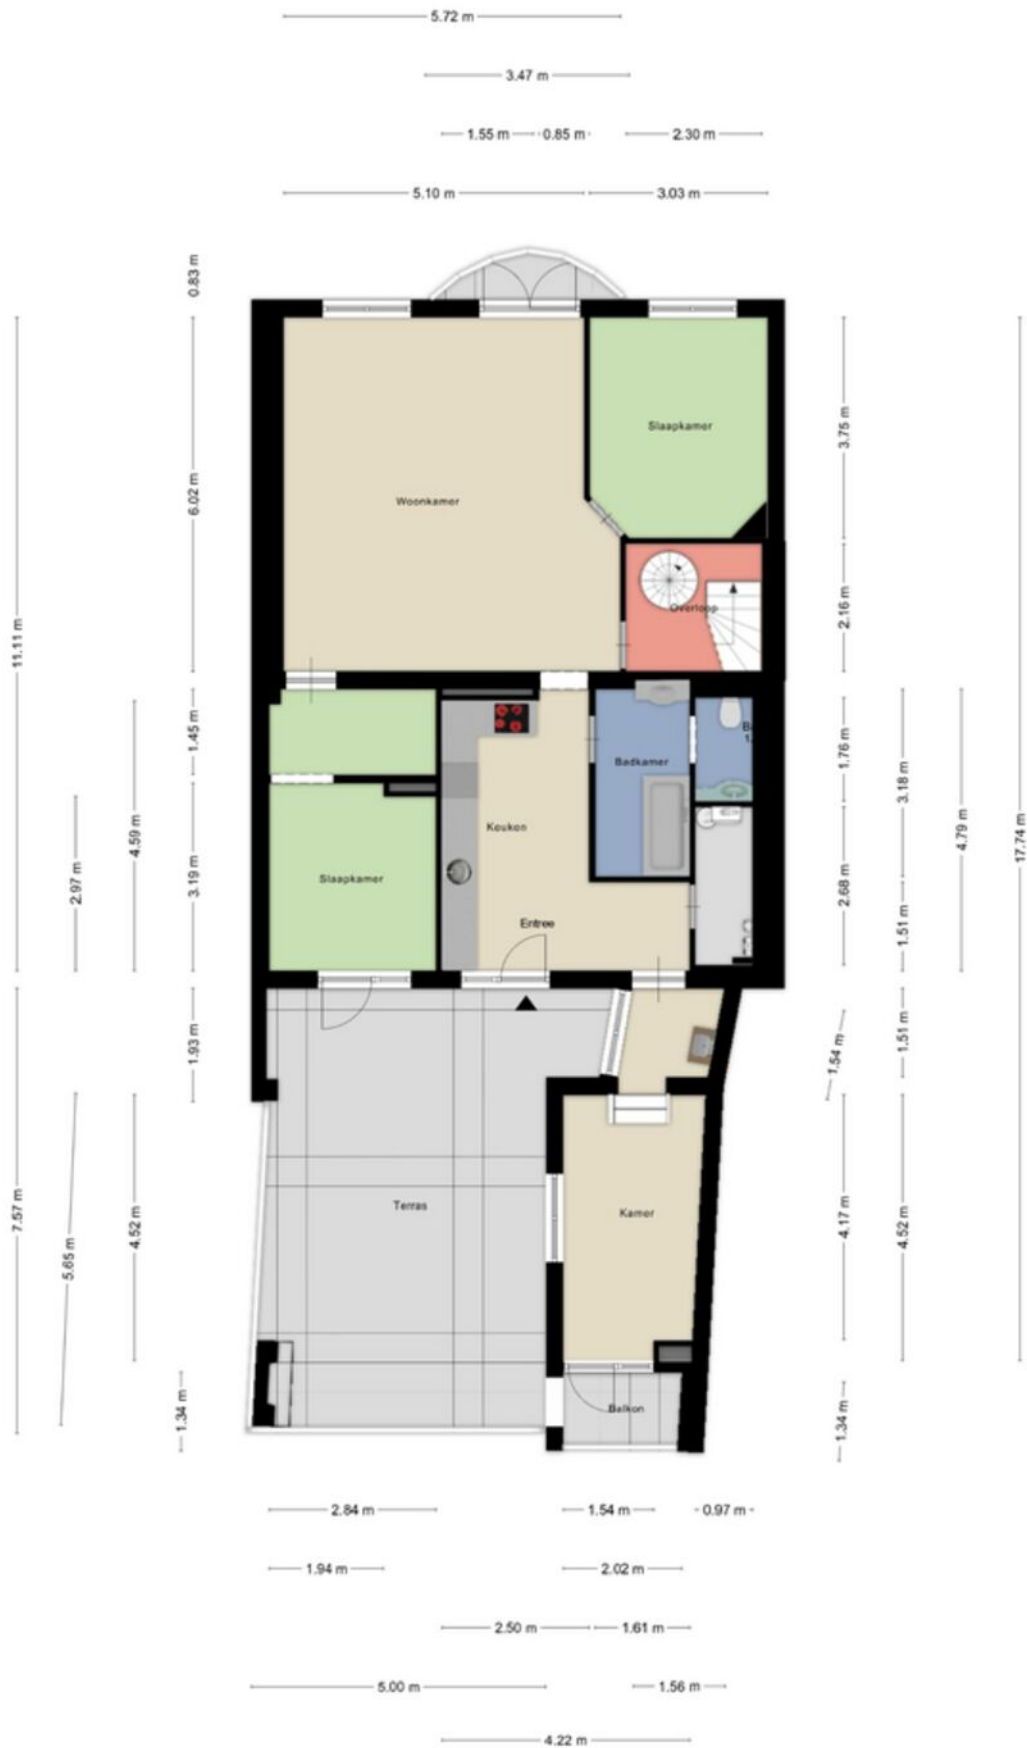 5.72 m
3.47 m
1.55 m
0.85 m
2.30 m
5.10 m
3.03 m
0.83 m
11.11 m
6.02 m
Woonkamer
Slaapkamer
3.75 m
Overloop
2.16 m
17.74 m
1.45 m
Badkamer
1.76 m
3.18 m
4.79 m
2.97 m
4.59 m
3.19 m
Slaapkamer
Keuken
Entree
2.68 m
1.51 m
1.93 m
1.54 m
1.51 m
7.57 m
5.65 m
4.52 m
Terras
Kamer
4.17 m
4.52 m
1.34 m
Balkon
1.34 m
2.84 m
1.54 m
0.97 m
1.94 m
2.02 m
2.50 m
1.61 m
5.00 m
1.56 m
4.22 m